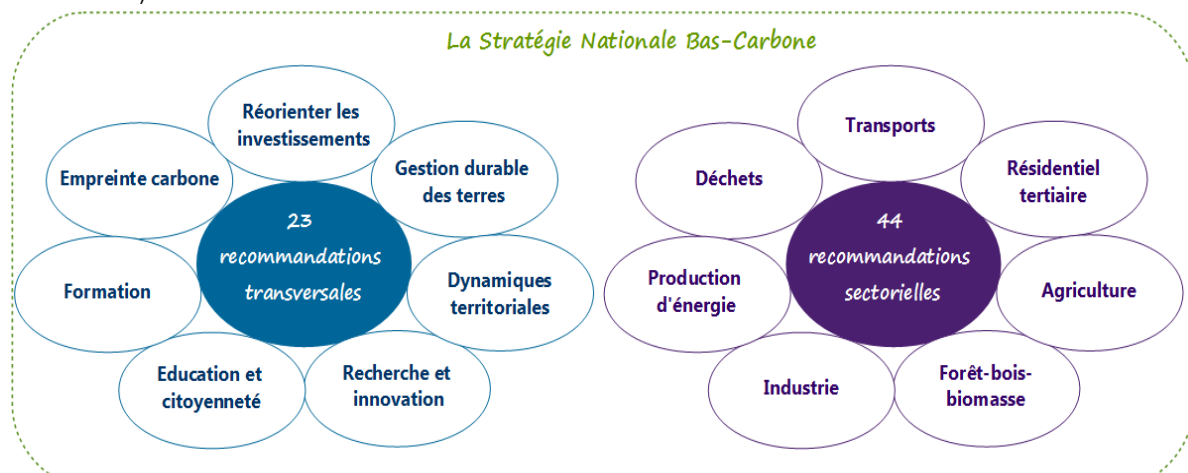 La Stratégie Nationale Bas-Carbone
Réorienter les
investissements
Empreinte carbone
Gestion durable
des terres
23
recommandations
transversales
Formation
Dynamiques
territoriales
Education et
citoyenneté
Recherche et
innovation
Transports
Déchets
Résidentiel
tertiaire
44
recommandations
sectorielles
Production
d'énergie
Agriculture
Industrie
Forêt-bois-
biomasse